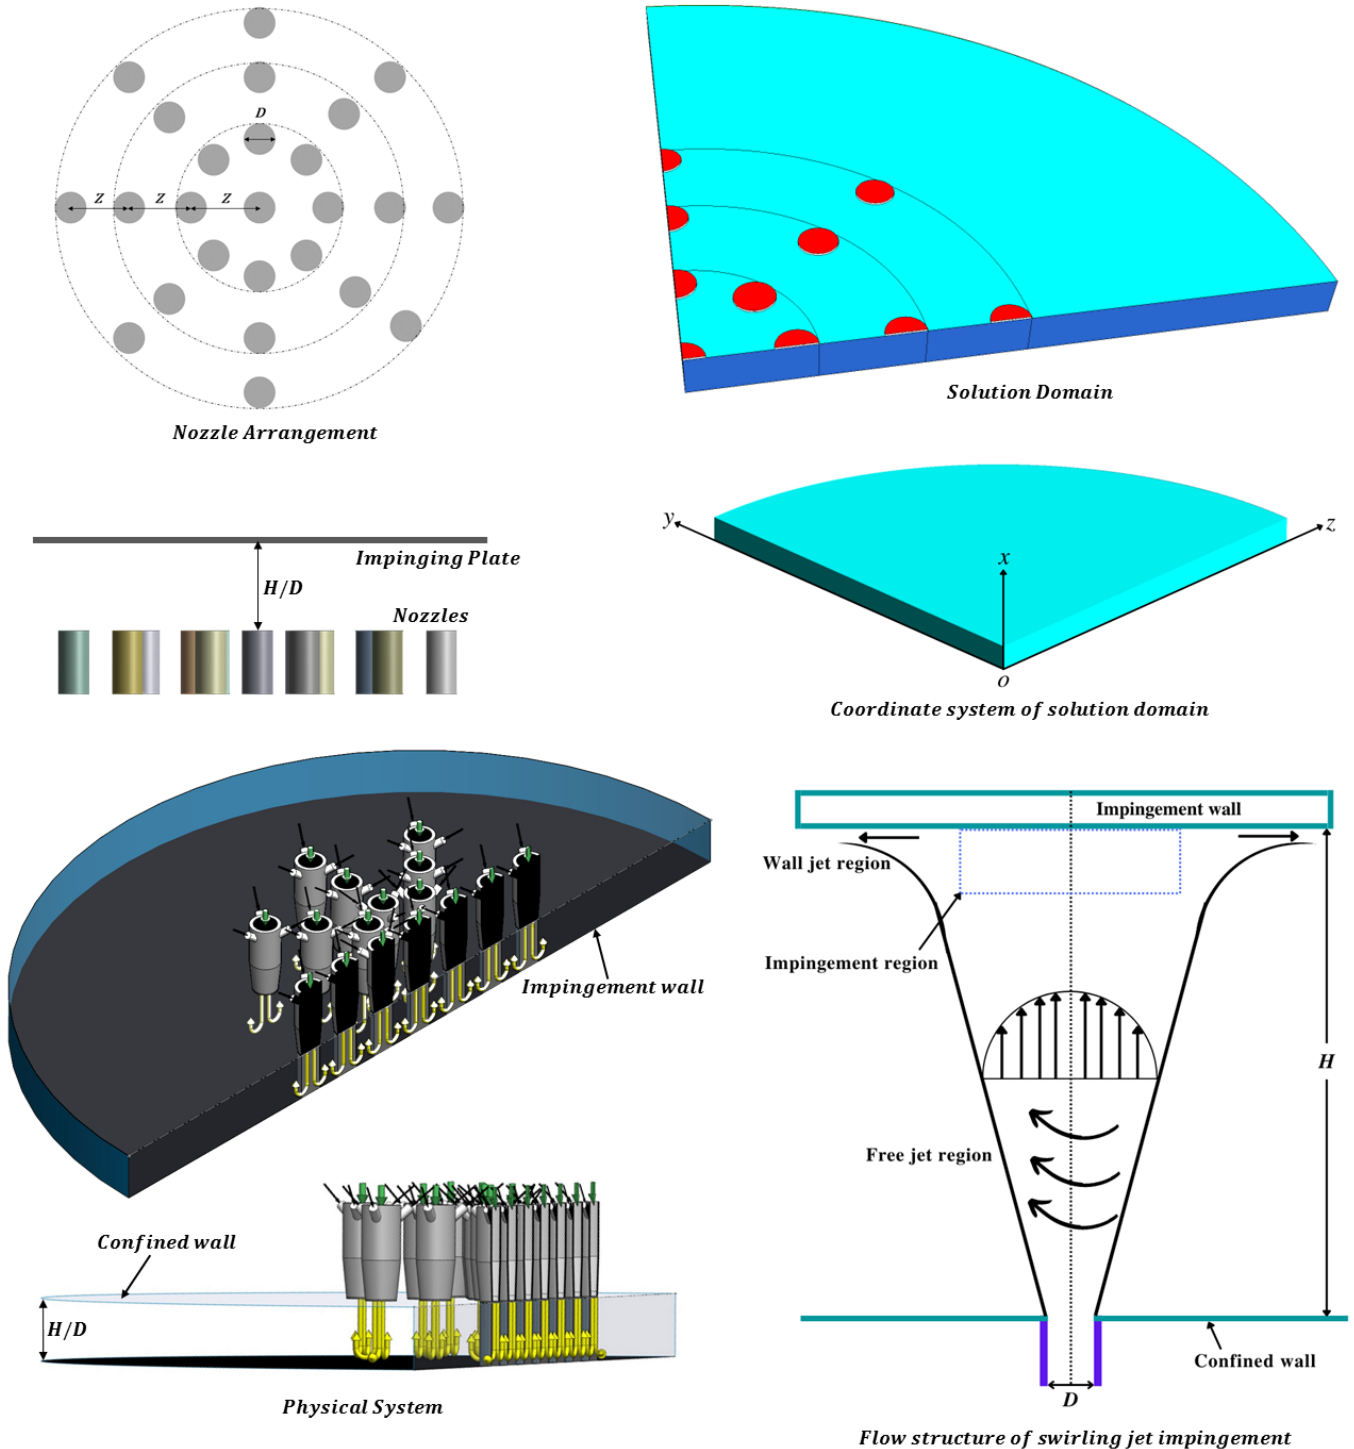 D
Z Z Z
Nozzle Arrangement
Solution Domain
Impinging Plate
H/D
Nozzles
y
x
z
o
Coordinate system of solution domain
Impingement wall
Confined wall
H/D
Physical System
Impingement wall
Wall jet region
Impingement region
H
Free jet region
Confined wall
D
Flow structure of swirling jet impingement